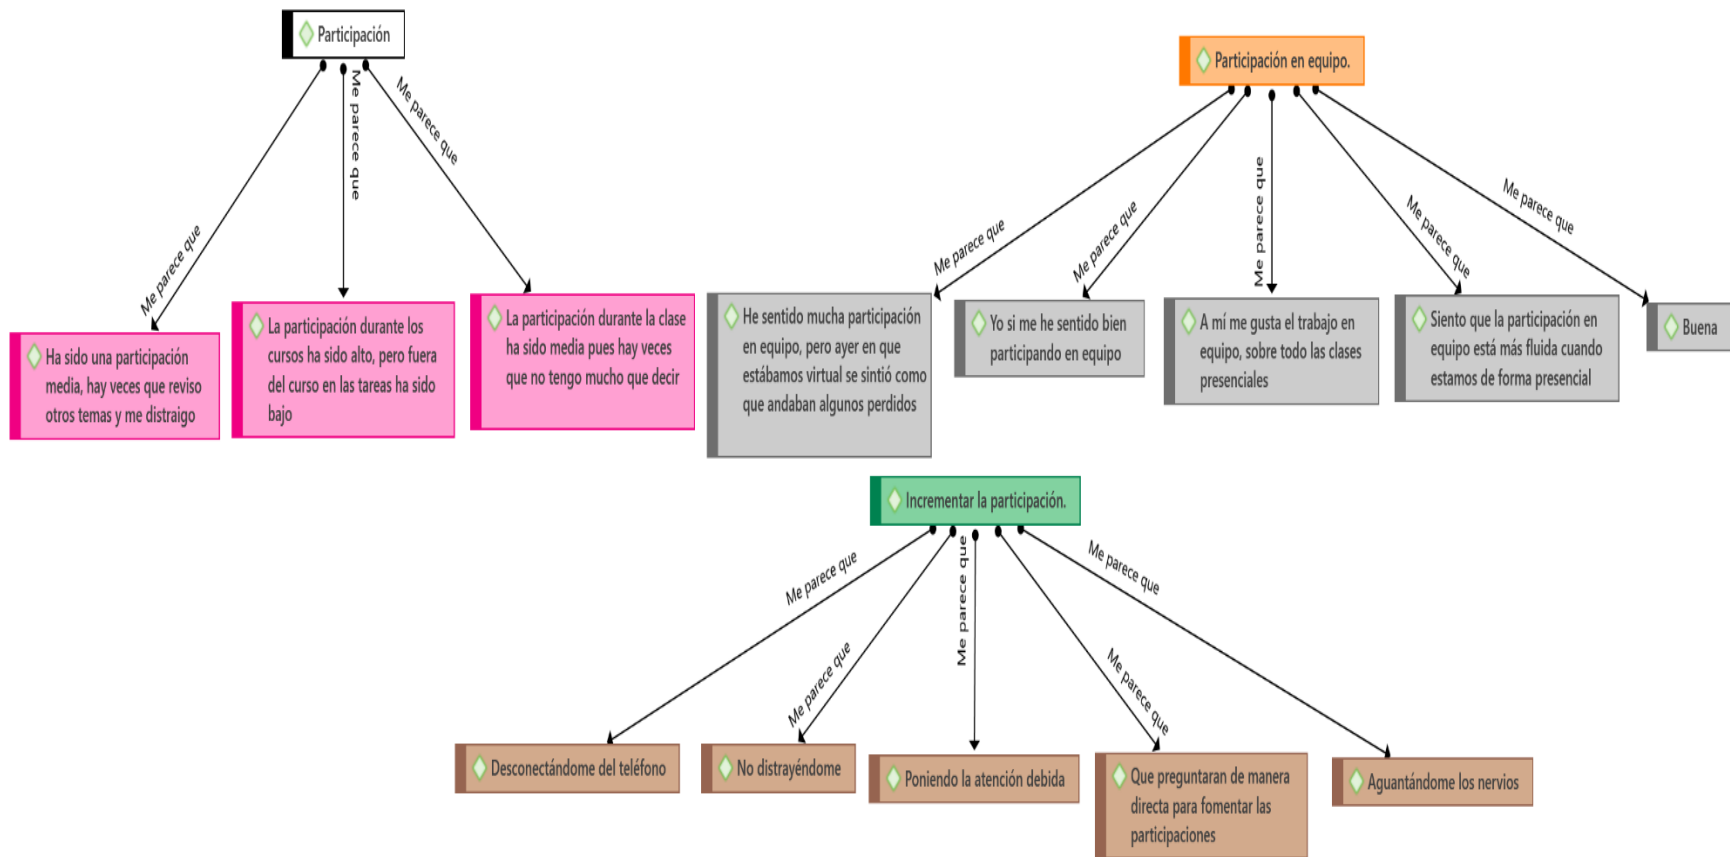 Participación
Me parece que
Me parece que
Me parece que
Ha sido una participación
media, hay veces que reviso
otros temas y me distraigo
La participación durante los
cursos ha sido alto, pero fuera
del curso en las tareas ha sido
bajo
La participación durante la clase
ha sido media pues hay veces
que no tengo mucho que decir
Participación en equipo.
Me parece que
Me parece que
Me parece que
Me parece que
Me parece que
He sentido mucha participación
en equipo, pero ayer en que
estábamos virtual se sintió como
que andaban algunos perdidos
Yo si me he sentido bien
participando en equipo
A mí me gusta el trabajo en
equipo, sobre todo las clases
presenciales
Siento que la participación en
equipo está más fluida cuando
estamos de forma presencial
Buena
Incrementar la participación.
Me parece que
Me parece que
Me parece que
Me parece que
Me parece que
Desconectándome del teléfono
No distrayéndome
Poniendo la atención debida
Que preguntaran de manera
directa para fomentar las
participaciones
Aguantándome los nervios